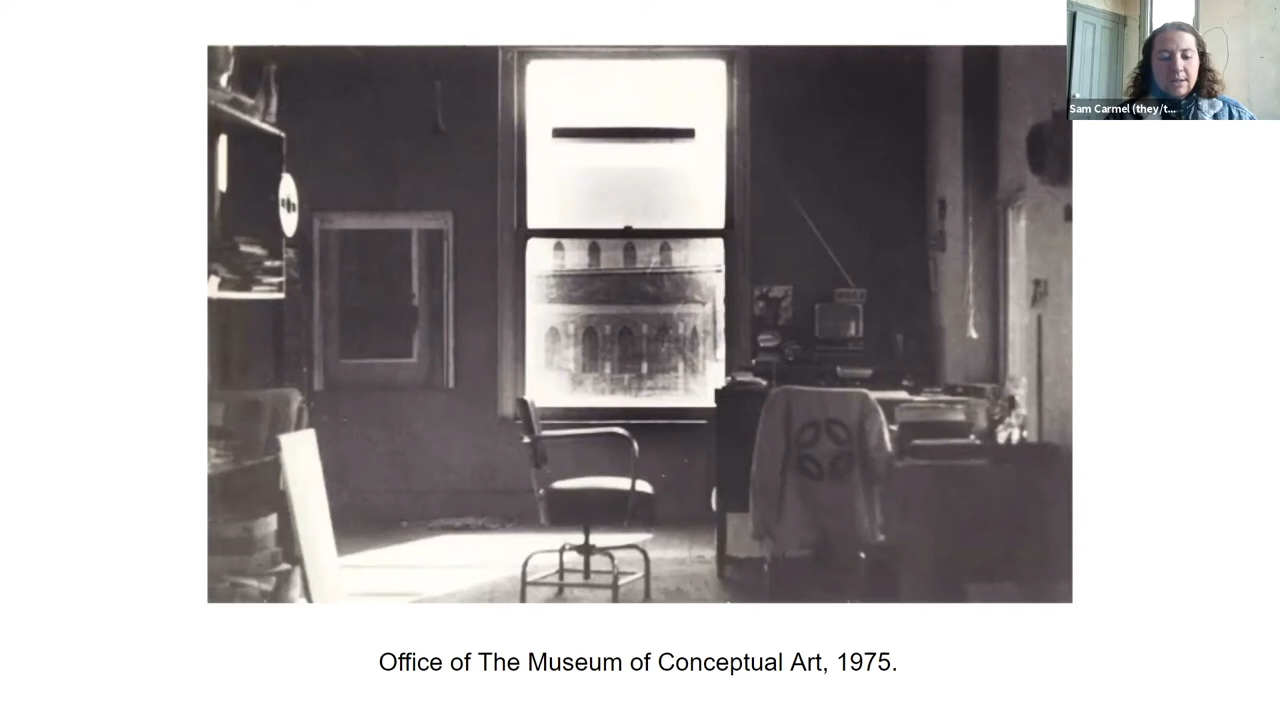 Sam Carmel (they/t...
Office of The Museum of Conceptual Art, 1975.